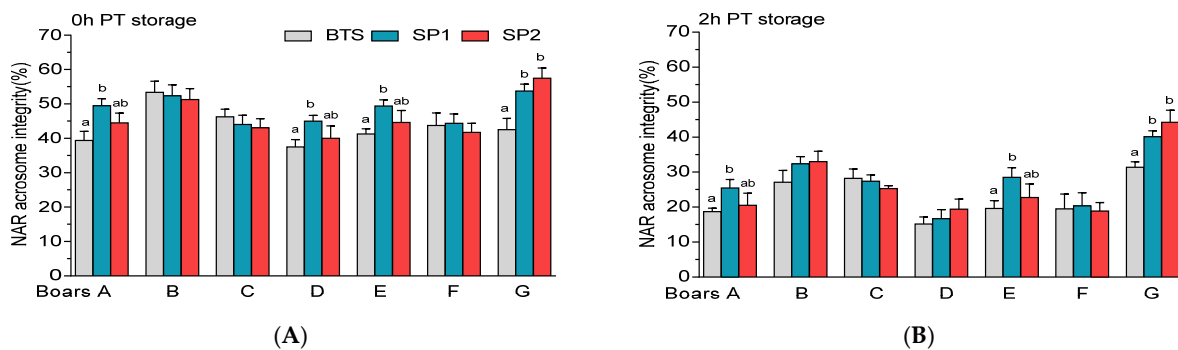 0h PT storage
BTS SP1 SP2
NAR acrosome integrity(%)
70
60
50
40
30
20
10
0
a b ab
a b ab
a b ab
a b b
Boars A B C D E F G
(A)
2h PT storage
NAR acrosome integrity(%)
70
60
50
40
30
20
10
0
a b ab
a b ab
a b b
Boars A B C D E F G
(B)